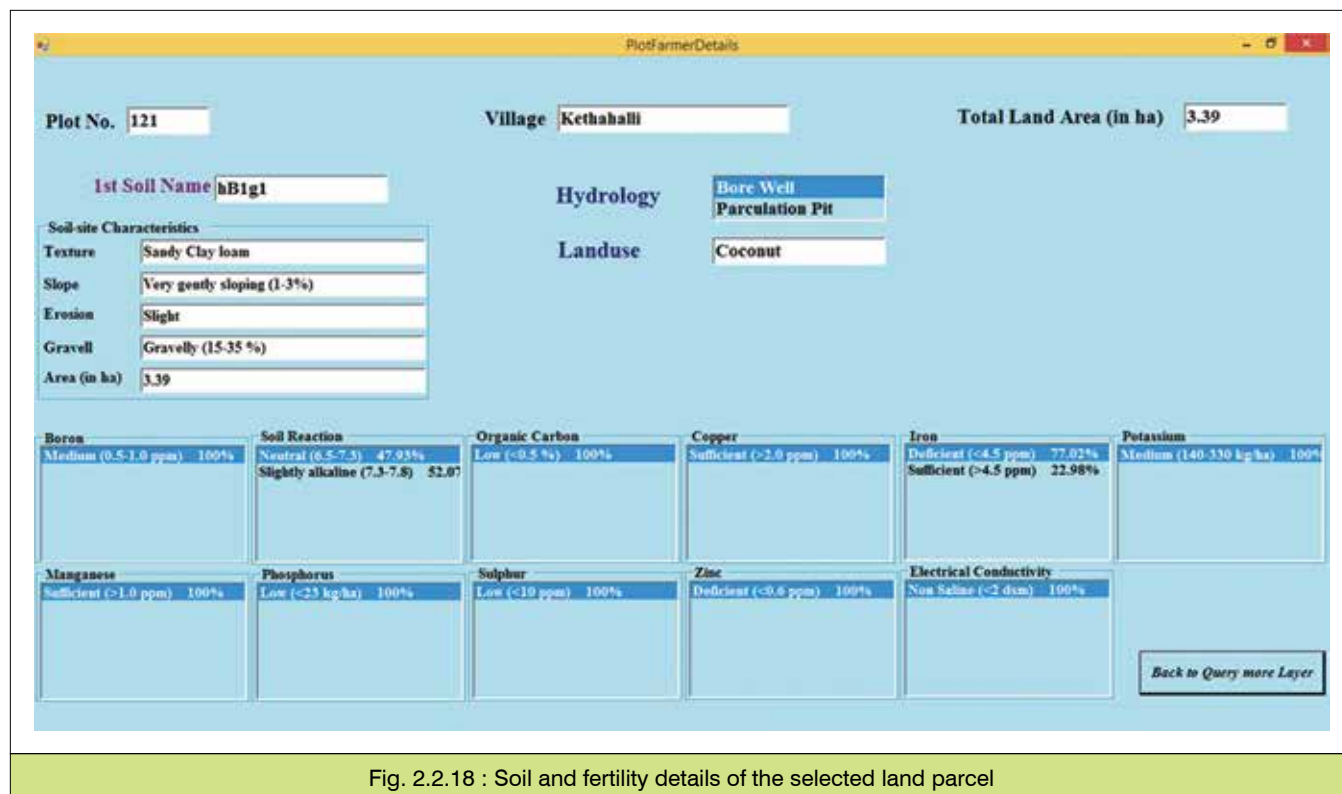 PlotFarmerDetails
Plot No. 121 Village Kethahalli Total Land Area (in ha) 3.39
1st Soil Name hB1g1
Hydrology Bore Well
Parculation Pit
Landuse Coconut
Soil-site Characteristics
Texture Sandy Clay loam
Slope Very gently sloping (1-3%)
Erosion Slight
Gravell Gravelly (15-35 %)
Area (in ha) 3.39
Boron
Medium (0.5-1.0 ppm) 100%
Soil Reaction
Neutral (6.5-7.3) 47.93%
Slightly alkaline (7.3-7.8) 52.07
Organic Carbon
Low (<0.5 %) 100%
Copper
Sufficient (>2.0 ppm) 100%
Iron
Deficient (<4.5 ppm) 77.02%
Sufficient (>4.5 ppm) 22.98%
Potassium
Medium (140-330 kg/ha) 100%
Manganese
Sufficient (>1.0 ppm) 100%
Phosphorus
Low (<23 kg/ha) 100%
Sulphur
Low (<10 ppm) 100%
Zinc
Deficient (<0.6 ppm) 100%
Electrical Conductivity
Non Saline (<2 dsm) 100%
Back to Query more Layer
Fig. 2.2.18 : Soil and fertility details of the selected land parcel